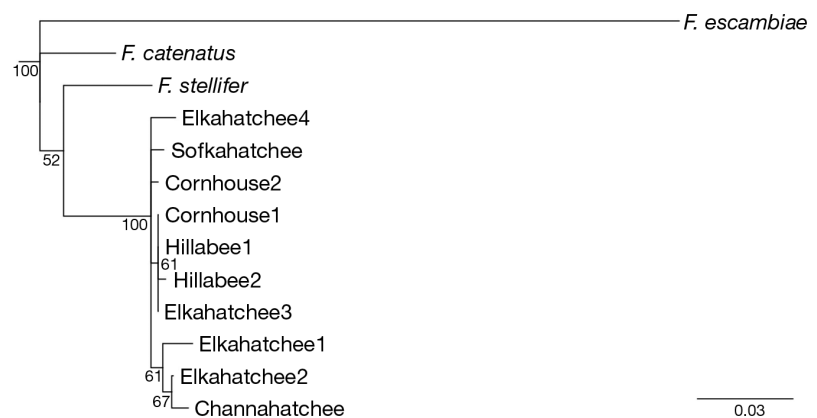 F. escambiae
F. catenatus
100
F. stellifer
Elkahatchee4
Sofkahatchee
52
Cornhouse2
Cornhouse1
100
Hillabee1
61
Hillabee2
Elkahatchee3
Elkahatchee1
Elkahatchee2
61
67
Channahatchee
0.03